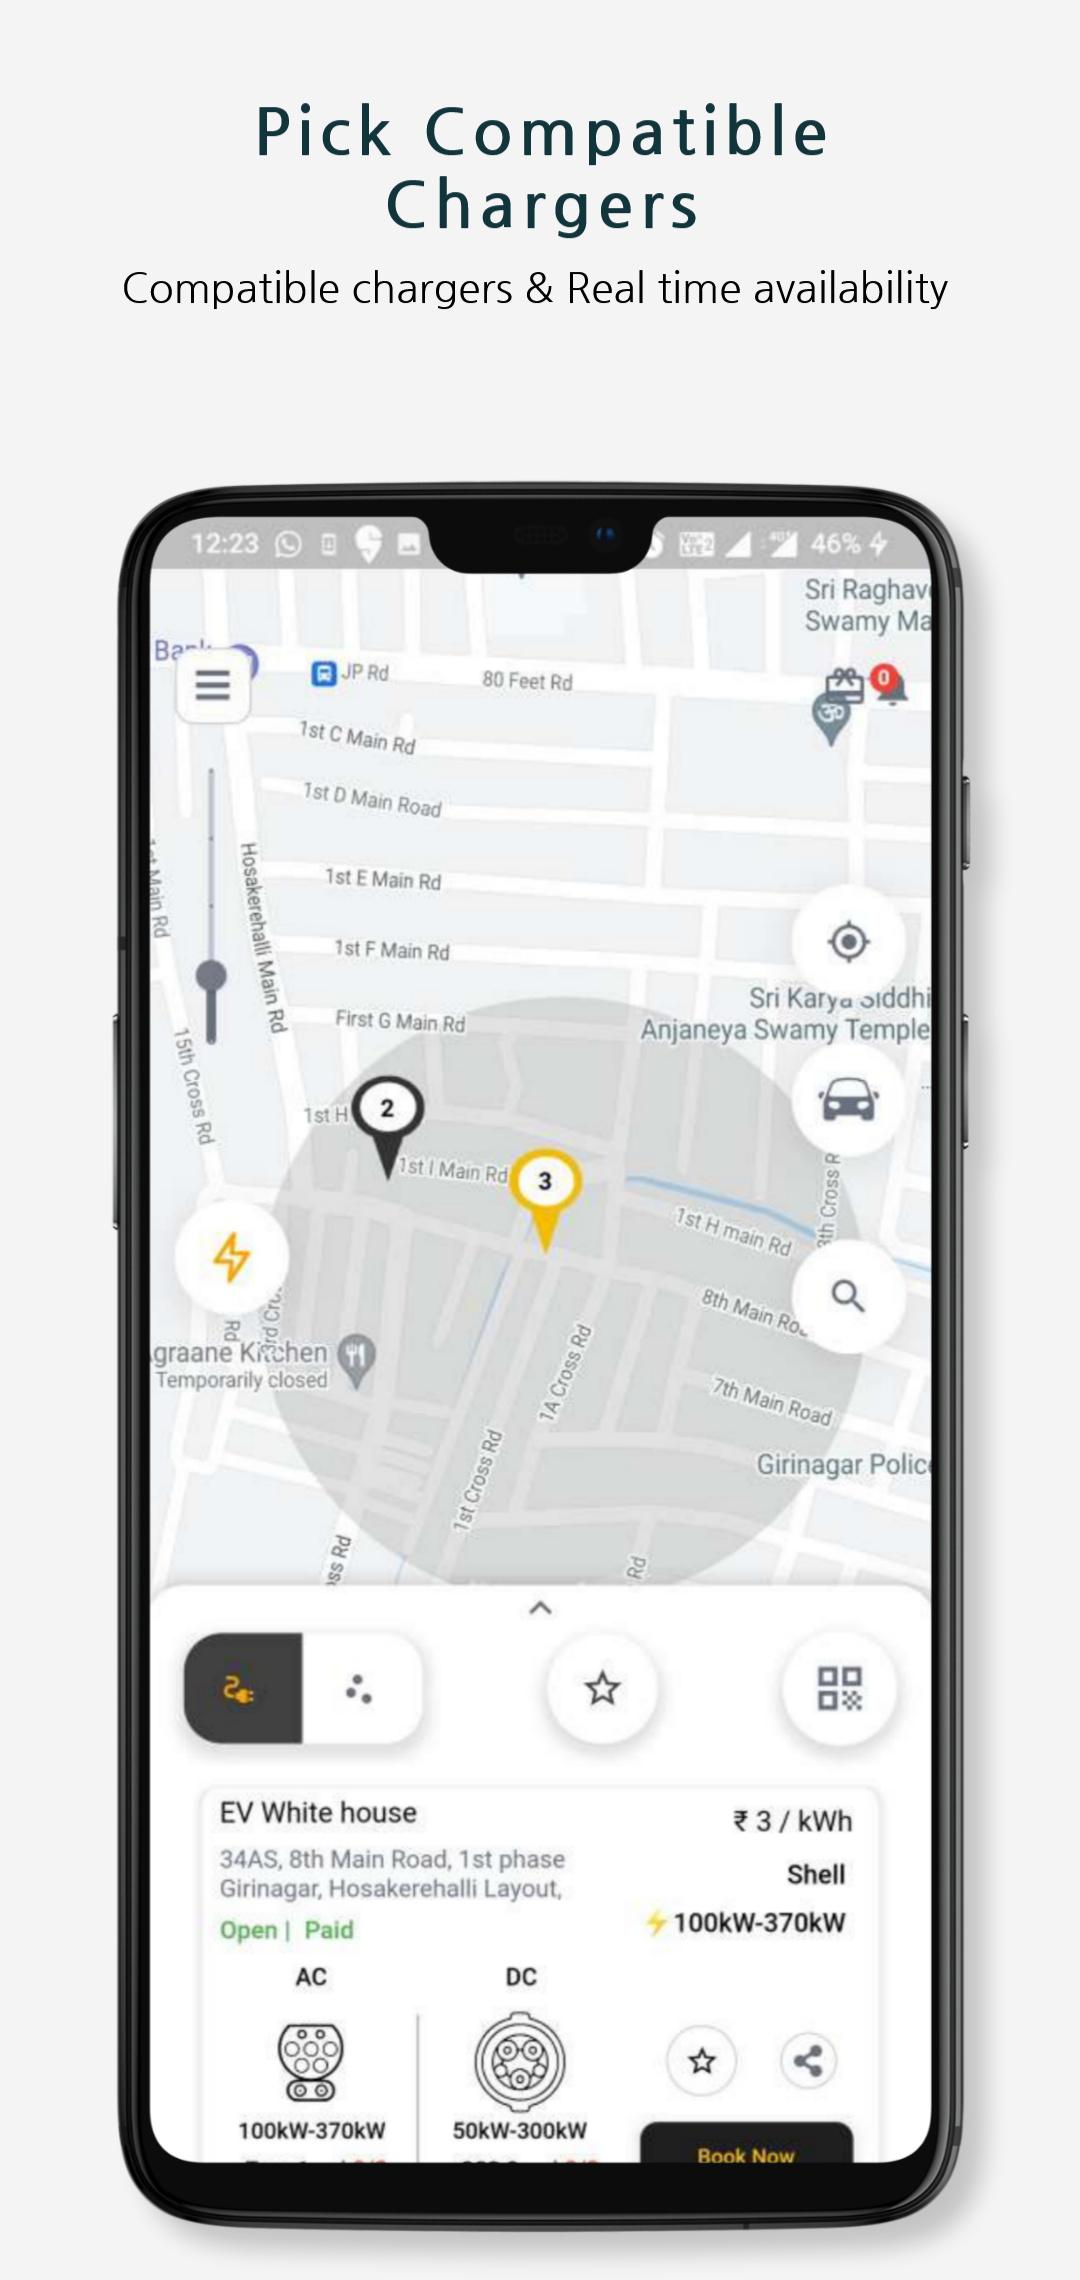 Pick Compatible
Chargers
Compatible chargers & Real time availability
12:23
46%
Sri Raghav
Swamy Ma
JP Rd
80 Feet Rd
0
1st C Main Rd
1st D Main Road
1st Main Rd
Hosakerehalli Main Rd
1st E Main Rd
1st F Main Rd
Sri Karya Siddhi
Anjaneya Swamy Temple
First G Main Rd
15th Cross Rd
1st H
2
1st I Main Rd
3
1st H main Rd
8th Main
Rd
graane Kitchen
Temporarily closed
1A Cross Rd
7th Main Road
1st Cross Rd
Girinagar Police
ss Rd
Rd
EV White house
₹ 3 / kWh
34AS, 8th Main Road, 1st phase
Girinagar, Hosakerehalli Layout,
Shell
Open | Paid
100kW-370kW
AC
DC
100kW-370kW
50kW-300kW
Book Now